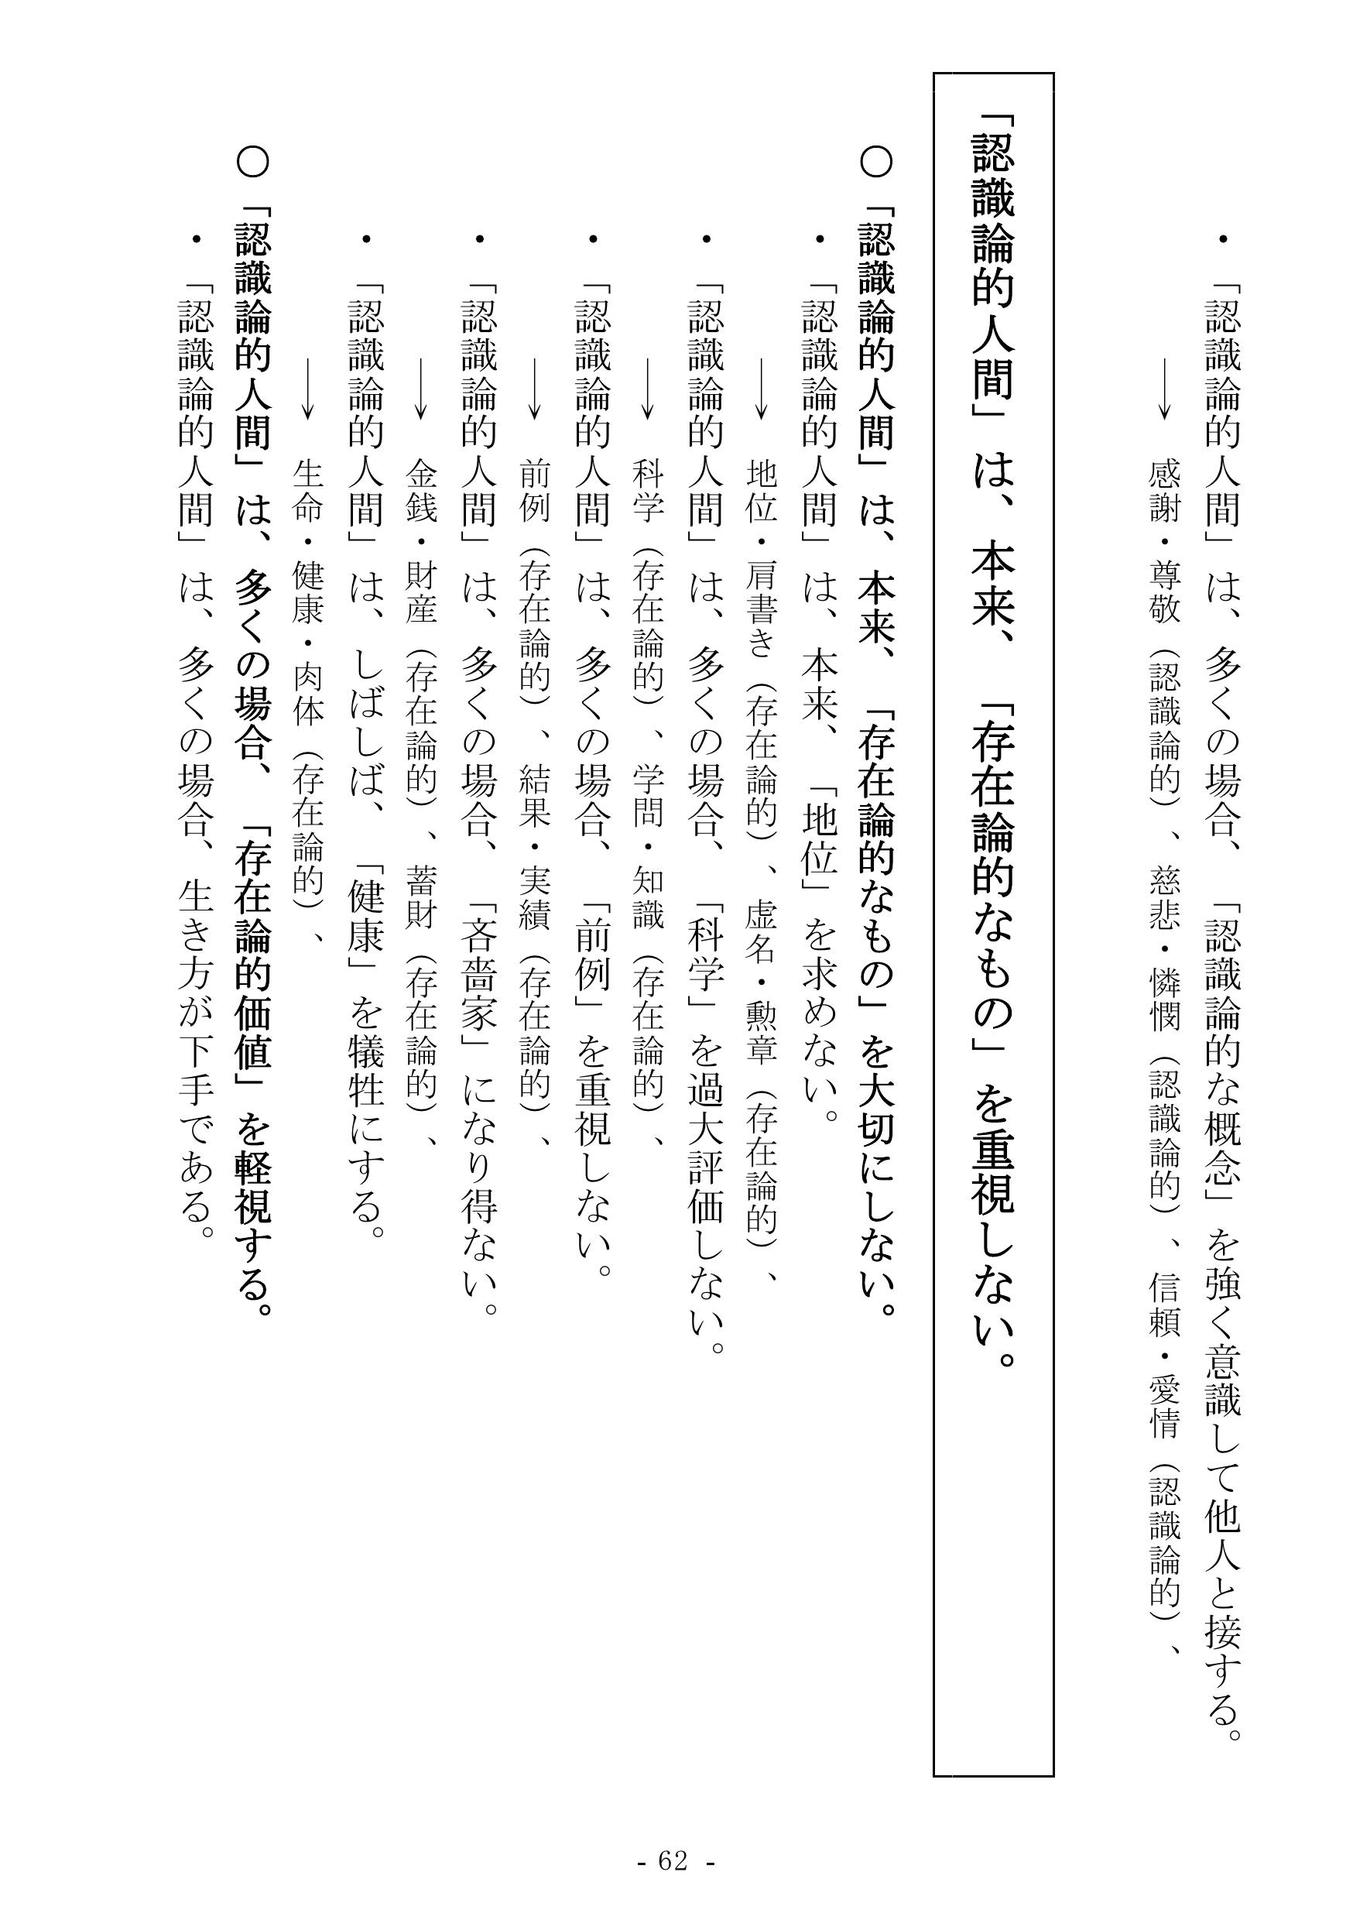 ・「認識論的人間」は、多くの場合、「認識論的な概念」を強く意識して他人と接する。
→ 感謝・尊敬（認識論的）、慈悲・憐憫（認識論的）、信頼・愛情（認識論的）、
「認識論的人間」は、本来、「存在論的なもの」を重視しない。
○「認識論的人間」は、本来、「存在論的なもの」を大切にしない。
・「認識論的人間」は、本来、「地位」を求めない。
→ 地位・肩書き（存在論的）、虚名・勲章（存在論的）、
・「認識論的人間」は、多くの場合、「科学」を過大評価しない。
→ 科学（存在論的）、学問・知識（存在論的）、
・「認識論的人間」は、多くの場合、「前例」を重視しない。
→ 前例（存在論的）、結果・実績（存在論的）、
・「認識論的人間」は、多くの場合、「吝嗇家」になり得ない。
→ 金銭・財産（存在論的）、蓄財（存在論的）、
・「認識論的人間」は、しばしば、「健康」を犠牲にする。
→ 生命・健康・肉体（存在論的）、
○「認識論的人間」は、多くの場合、「存在論的価値」を軽視する。
・「認識論的人間」は、多くの場合、生き方が下手である。
- 62 -